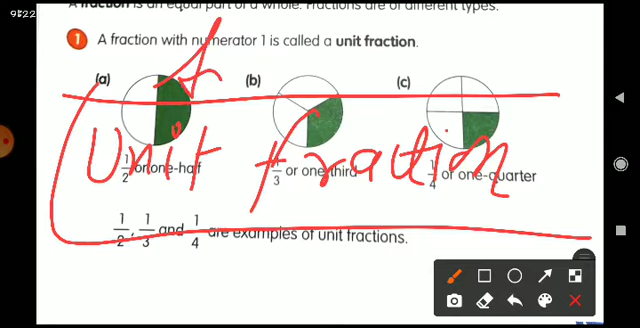 A fraction is an equal part of a whole. Fractions are of different types.
1 A fraction with numerator 1 is called a unit fraction.
(a) (b) (c)
Unit fraction
1/2 or one-half 1/3 or one-third 1/4 or one-quarter
1/2, 1/3 and 1/4 are examples of unit fractions.
9:22